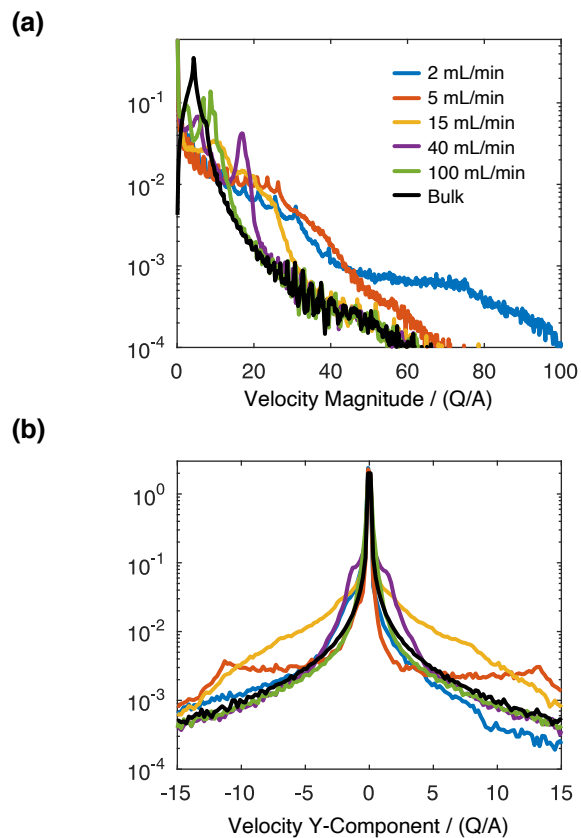 (a)
10^-1
10^-2
10^-3
10^-4
2 mL/min
5 mL/min
15 mL/min
40 mL/min
100 mL/min
Bulk
0 20 40 60 80 100
Velocity Magnitude / (Q/A)
(b)
10^0
10^-1
10^-2
10^-3
10^-4
-15 -10 -5 0 5 10 15
Velocity Y-Component / (Q/A)